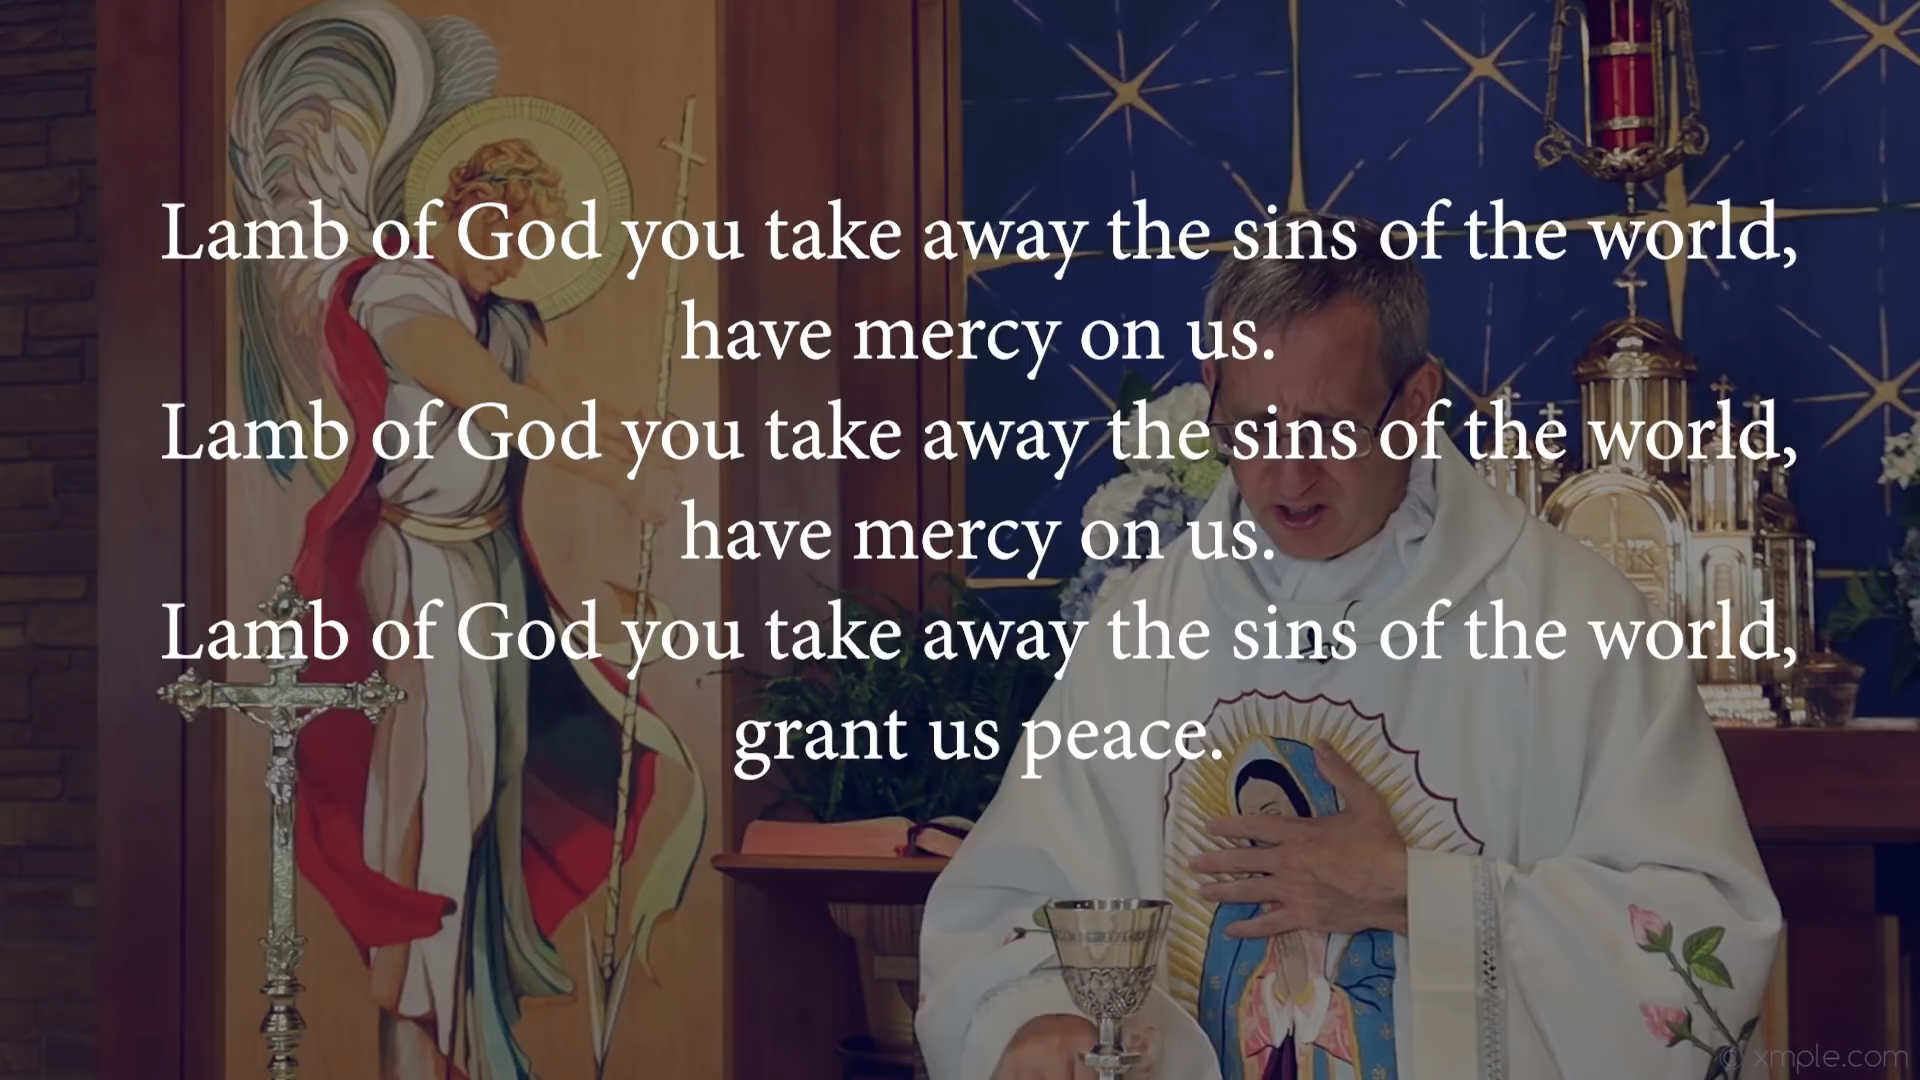 Lamb of God you take away the sins of the world,
have mercy on us.
Lamb of God you take away the sins of the world,
have mercy on us.
Lamb of God you take away the sins of the world,
grant us peace.
© xmple.com